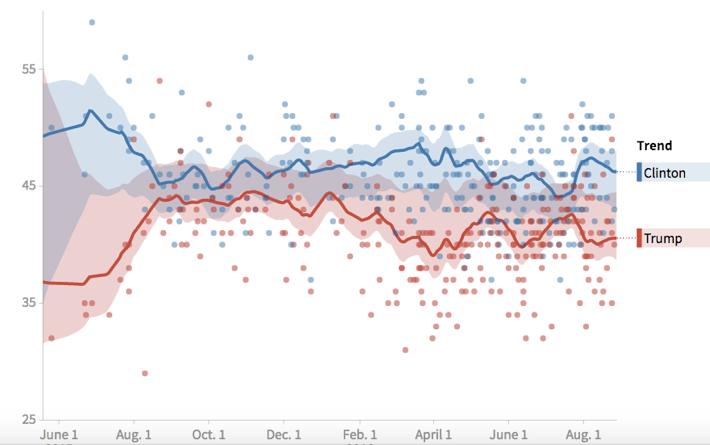 55
45
35
25
June 1
Aug. 1
Oct. 1
Dec. 1
Feb. 1
April 1
June 1
Aug. 1
Trend
Clinton
Trump